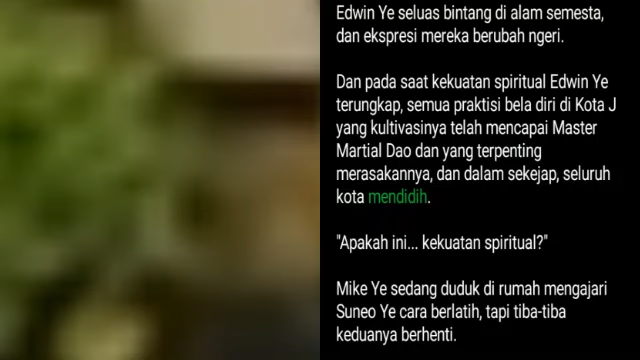 Edwin Ye seluas bintang di alam semesta,
dan ekspresi mereka berubah ngeri.
Dan pada saat kekuatan spiritual Edwin Ye
terungkap, semua praktisi bela diri di Kota J
yang kultivasinya telah mencapai Master
Martial Dao dan yang terpenting
merasakannya, dan dalam sekejap, seluruh
kota mendidih.
"Apakah ini... kekuatan spiritual?"
Mike Ye sedang duduk di rumah mengajari
Suneo Ye cara berlatih, tapi tiba-tiba
keduanya berhenti.